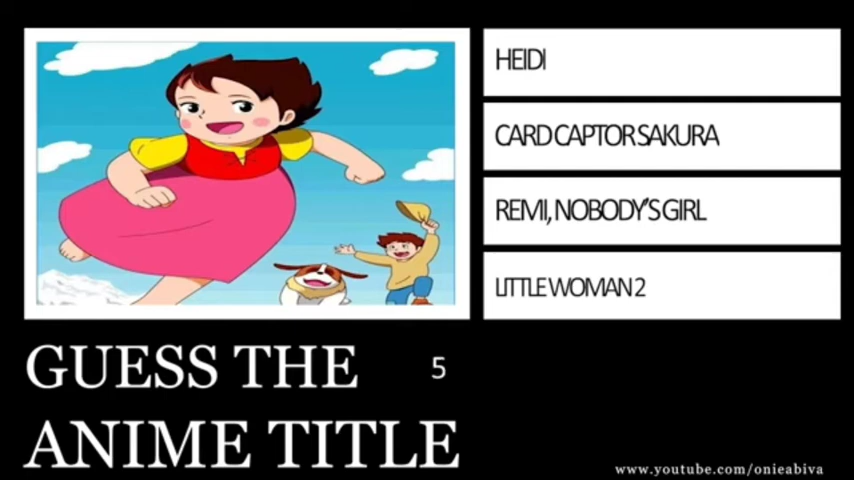 HEIDI
CARD CAPTOR SAKURA
REMI, NOBODY'S GIRL
LITTLE WOMAN 2
GUESS THE
5
ANIME TITLE
www.youtube.com/onieabiva